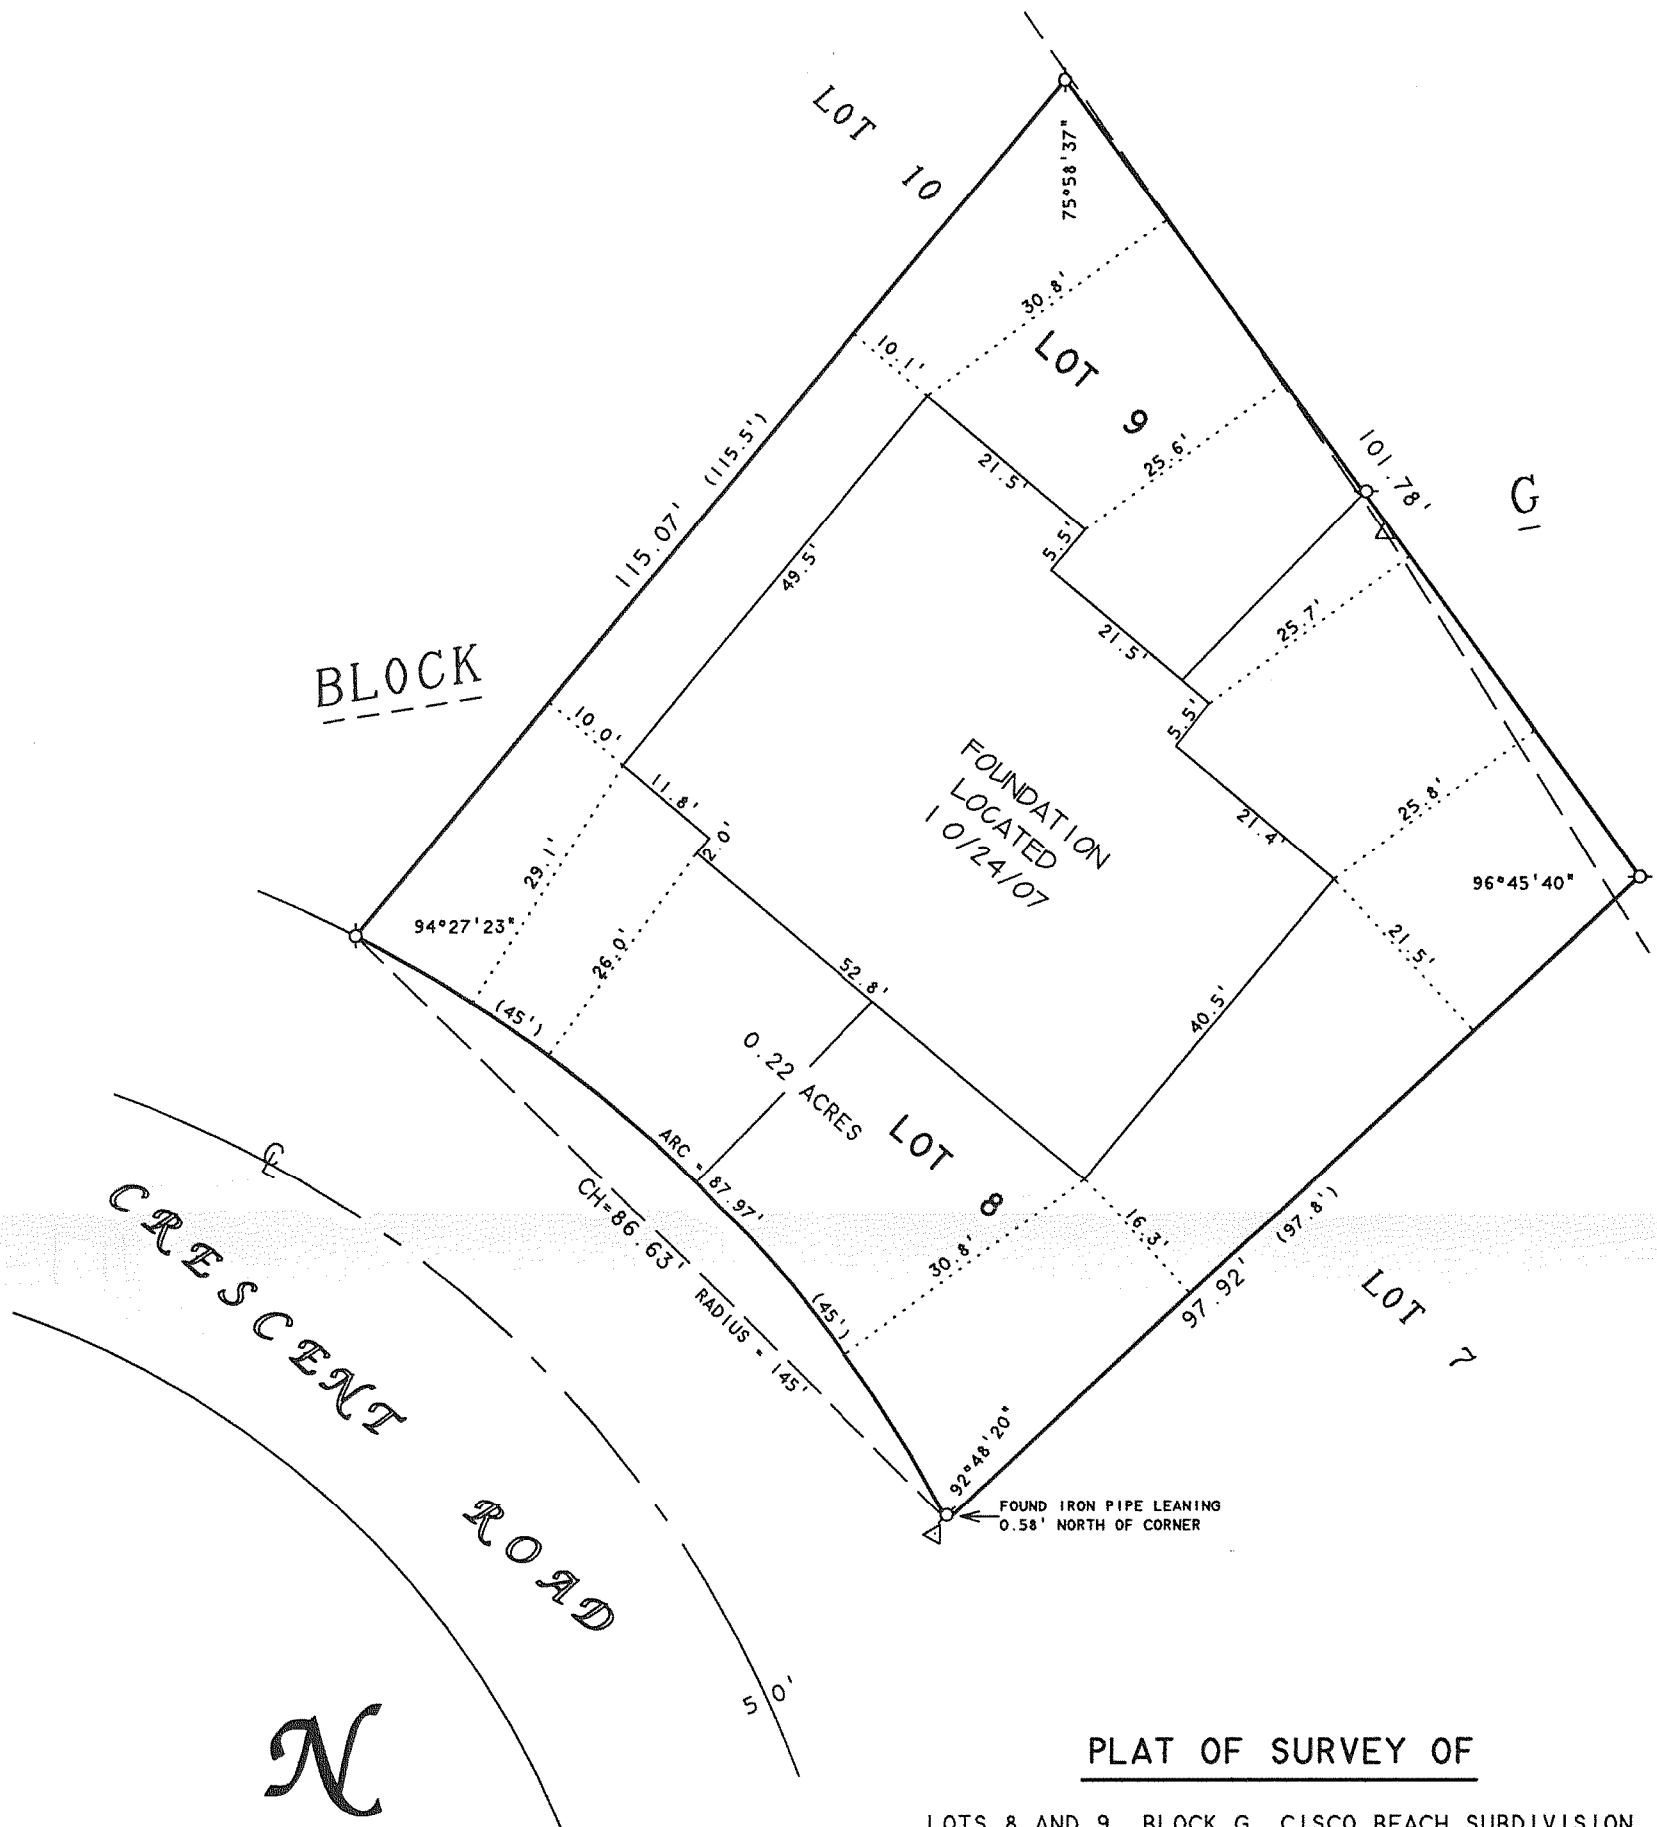 LOT 10
75°58'37"
30.8'
LOT 9
10.1'
25.6'
21.5'
101.78'
G
115.07' (115.5')
5.5'
49.5'
25.7'
21.5'
BLOCK
5.5'
10.0'
FOUNDATION
LOCATED
10/24/07
11.8'
2.0'
25.8'
21.4'
29.1'
96°45'40"
94°27'23"
26.0'
21.5'
52.8'
40.5'
(45')
0.22 ACRES
LOT 8
ARC = 87.97'
CH=86.63' RADIUS = 145'
℄
CRESCENT ROAD
16.3'
30.8'
97.92' (97.8')
LOT 7
(45')
92°48'20"
FOUND IRON PIPE LEANING
0.58' NORTH OF CORNER
50'
N
PLAT OF SURVEY OF
LOTS 8 AND 9, BLOCK G, CISCO BEACH SUBDIVISION